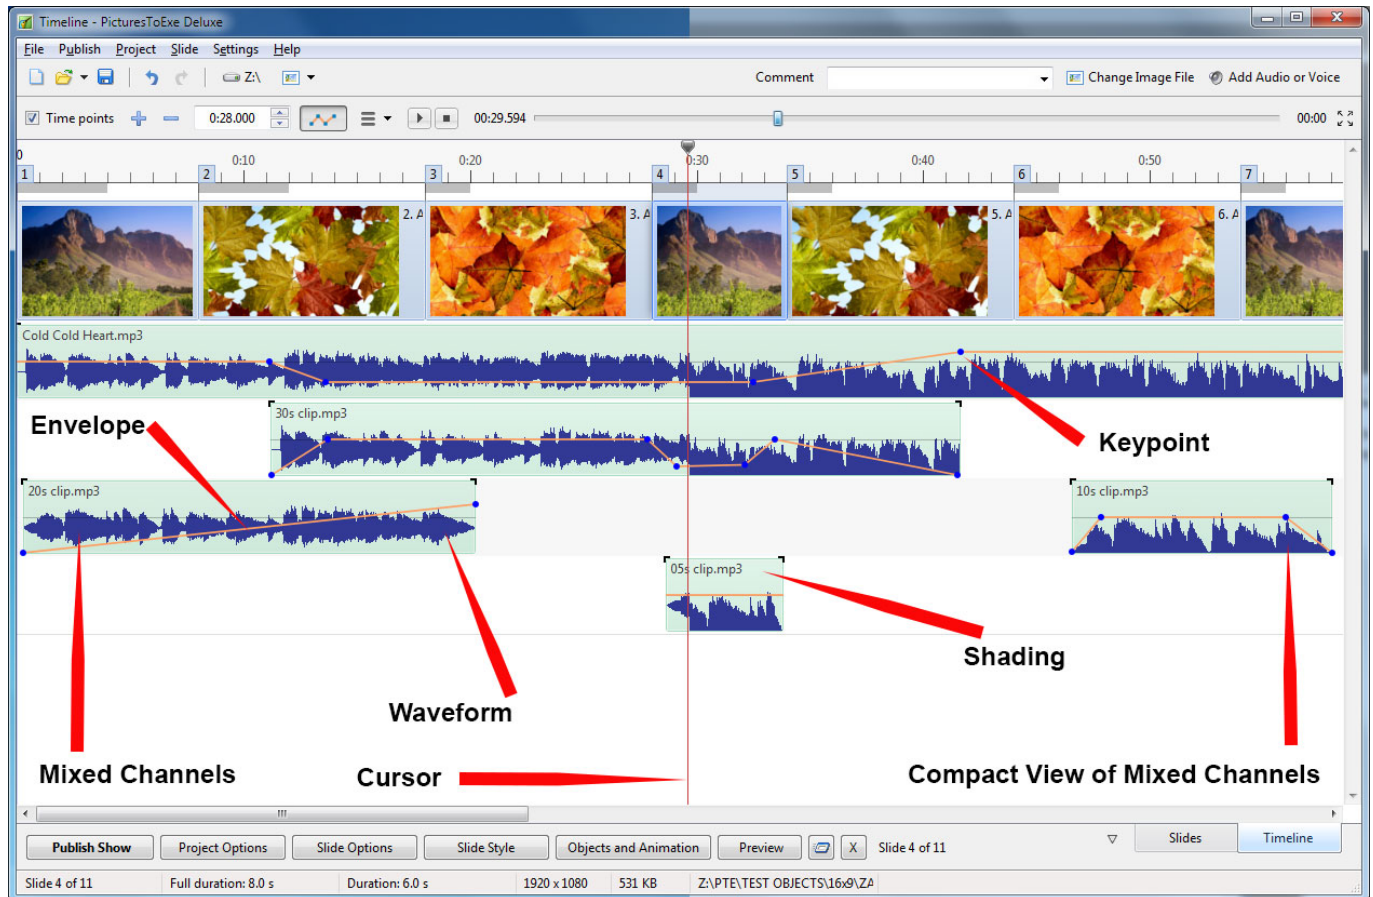 Timeline - PicturesToExe Deluxe
File Publish Project Slide Settings Help
Z:\ Comment Change Image File Add Audio or Voice
Time points 0:28.000 00:29.594 00:00
0 0:10 0:20 0:30 0:40 0:50
1 2 3 4 5 6 7
2. A 3. A 5. A 6. A
Cold Cold Heart.mp3
30s clip.mp3
Envelope
Keypoint
20s clip.mp3 10s clip.mp3
05s clip.mp3
Shading
Waveform
Mixed Channels
Cursor
Compact View of Mixed Channels
Publish Show Project Options Slide Options Slide Style Objects and Animation Preview X Slide 4 of 11 Slides Timeline
Slide 4 of 11 Full duration: 8.0 s Duration: 6.0 s 1920 x 1080 531 KB Z:\PTE\TEST OBJECTS\16x9\ZA